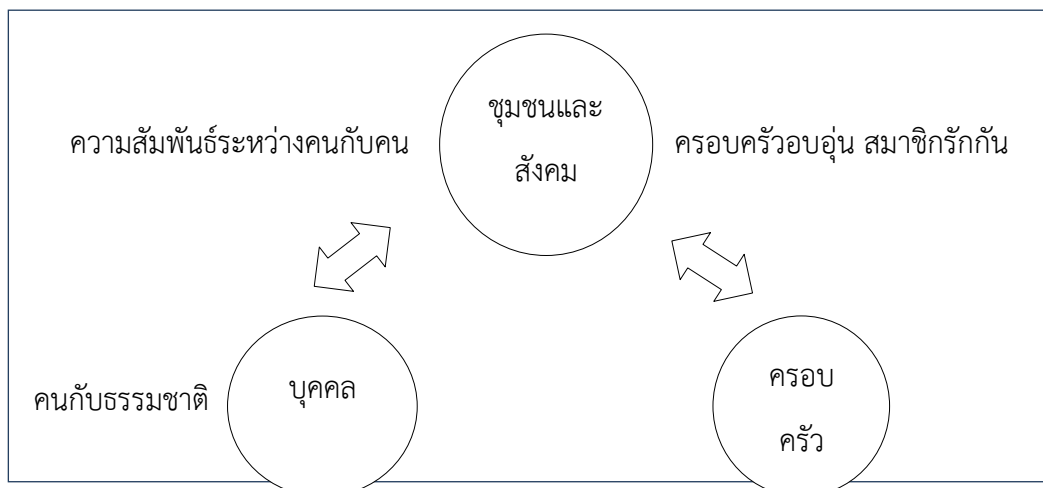 ชุมชนและ
สังคม
ความสัมพันธ์ระหว่างคนกับคน
ครอบครัวอบอุ่น สมาชิกรักกัน
คนกับธรรมชาติ
บุคคล
ครอบ
ครัว